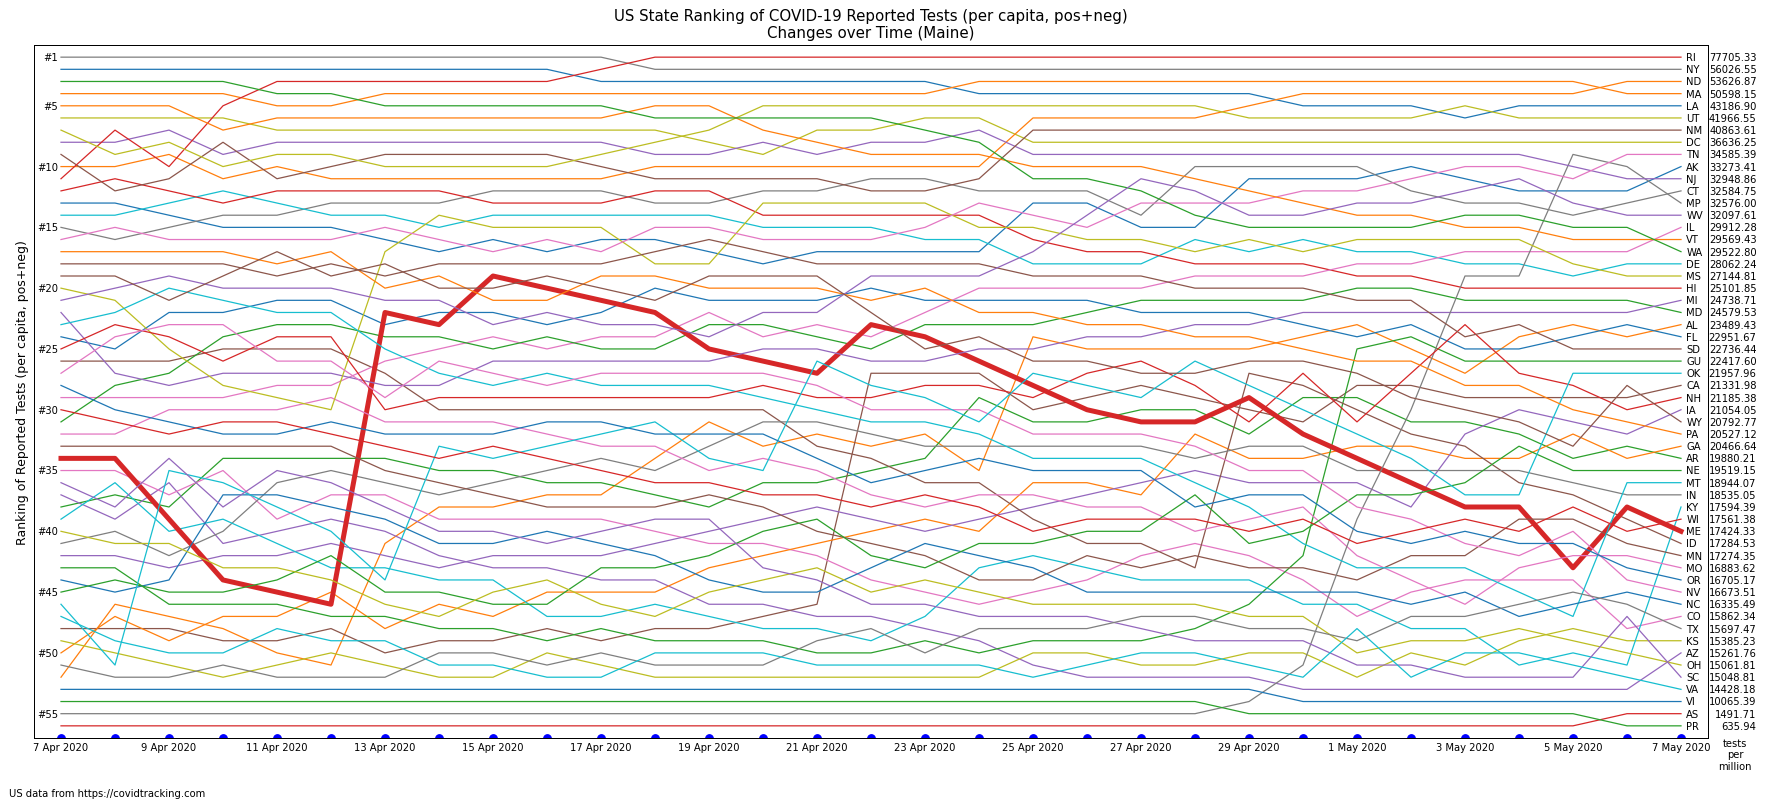 US State Ranking of COVID-19 Reported Tests (per capita, pos+neg)
Changes over Time (Maine)
Ranking of Reported Tests (per capita, pos+neg)
#1
#5
#10
#15
#20
#25
#30
#35
#40
#45
#50
#55
RI 77705.33
NY 56026.55
ND 53626.87
MA 50598.15
LA 43186.90
UT 41966.55
NM 40863.61
DC 36636.25
TN 34585.39
AK 33273.41
NJ 32948.86
CT 32584.75
MP 32576.00
WV 32097.61
IL 29912.28
VT 29569.43
WA 29522.80
DE 28062.24
MS 27144.81
HI 25101.85
MI 24738.71
MD 24579.53
AL 23489.43
FL 22951.67
SD 22736.44
GU 22417.60
OK 21957.96
CA 21331.98
NH 21185.38
IA 21054.05
WY 20792.77
PA 20527.12
GA 20466.64
AR 19880.21
NE 19519.15
MT 18944.07
IN 18535.05
KY 17594.39
WI 17561.38
ME 17424.33
ID 17284.53
MN 17274.35
MO 16883.62
OR 16705.17
NV 16673.51
NC 16335.49
CO 15862.34
TX 15697.47
KS 15385.23
AZ 15261.76
OH 15061.81
SC 15048.81
VA 14428.18
VI 10065.39
AS 1491.71
PR 635.94
7 Apr 2020
9 Apr 2020
11 Apr 2020
13 Apr 2020
15 Apr 2020
17 Apr 2020
19 Apr 2020
21 Apr 2020
23 Apr 2020
25 Apr 2020
27 Apr 2020
29 Apr 2020
1 May 2020
3 May 2020
5 May 2020
7 May 2020
tests
per
million
US data from https://covidtracking.com